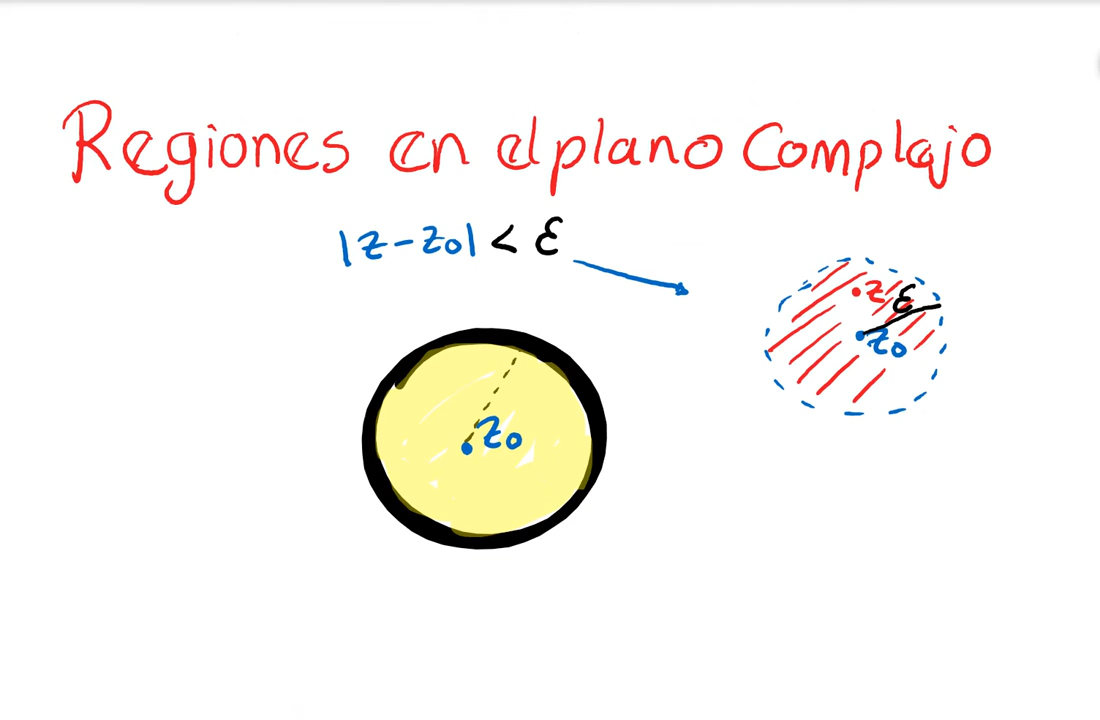 Regiones en el plano Complejo
|z-z0| < ε
z ε
z0
z0